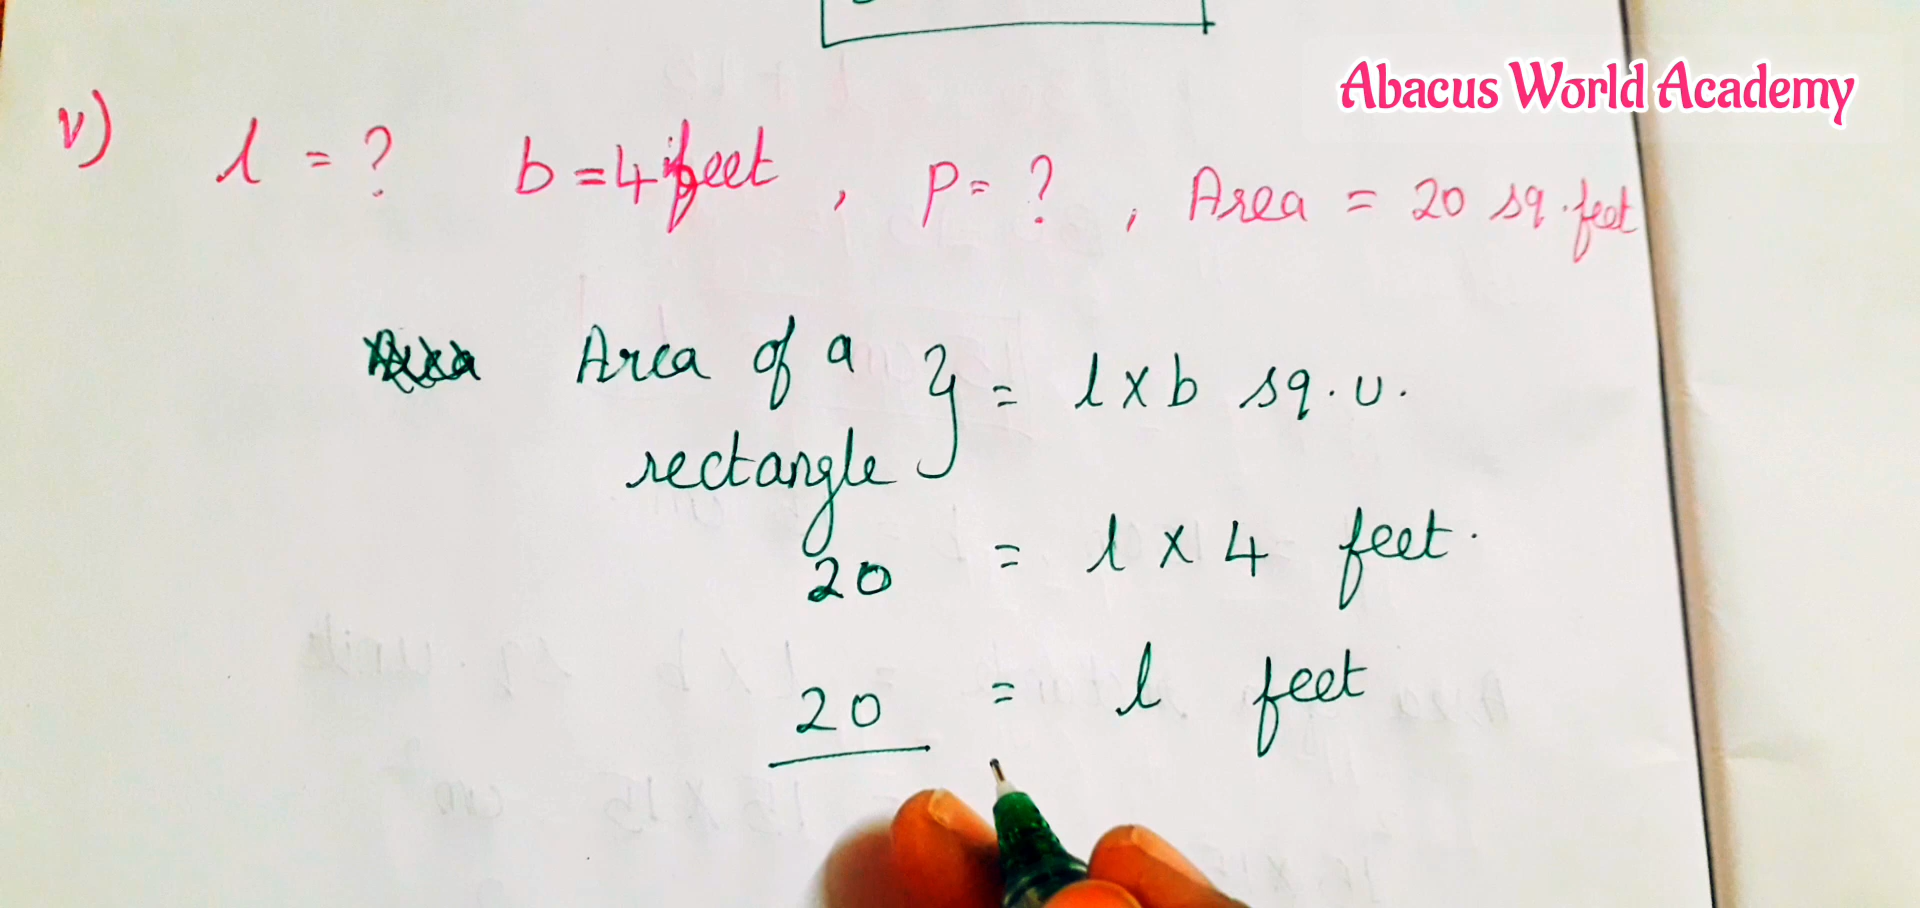 Abacus World Academy
v) l = ? b = 4 feet , P = ? , Area = 20 sq. feet
Area of a } = l x b sq. u.
rectangle
20 = l x 4 feet.
20 = l feet